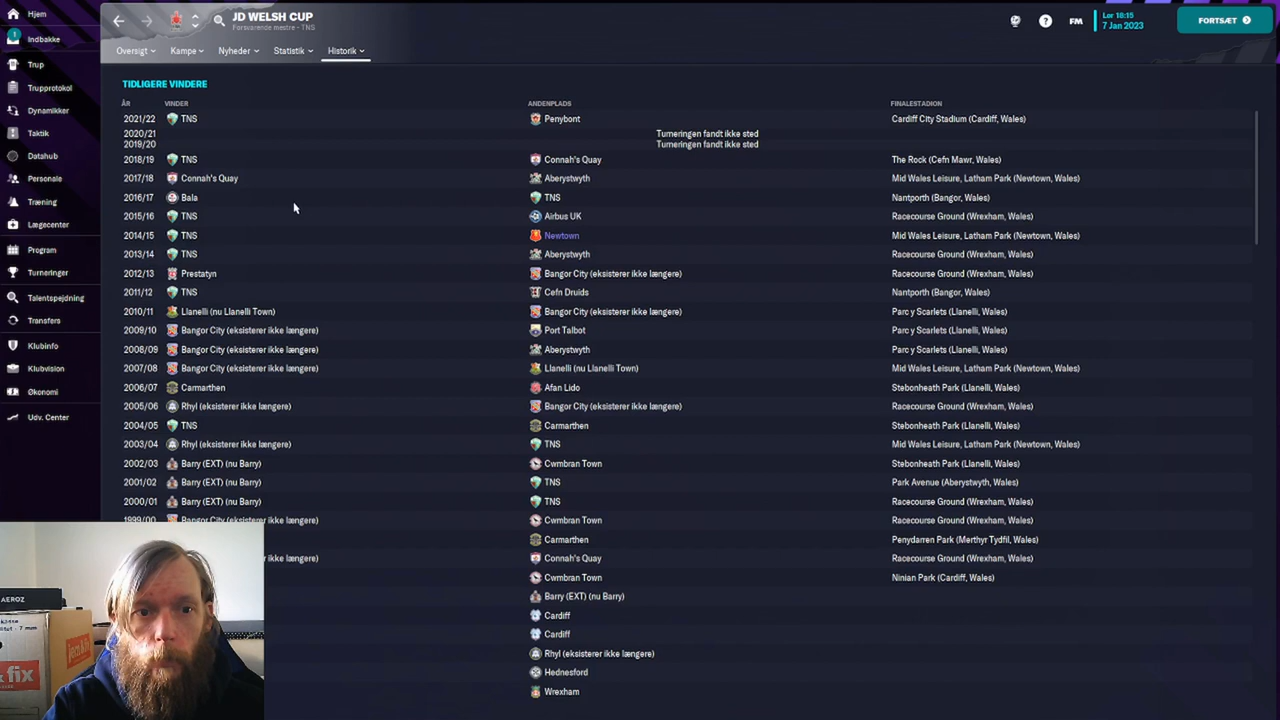 Hjem
1
Indbakke
Trup
Trupprotokol
Dynamikker
Taktik
Datahub
Personale
Træning
Lægecenter
Program
Turneringer
Talentspejdning
Transfers
Klubinfo
Klubvision
Økonomi
Udv. Center
JD WELSH CUP
Forsvarende mestre - TNS
FM
Lør 18:15
7 Jan 2023
FORTSÆT
Oversigt
Kampe
Nyheder
Statistik
Historik
TIDLIGERE VINDERE
ÅR VINDER ANDENPLADS FINALESTADION
2021/22 TNS Penybont Cardiff City Stadium (Cardiff, Wales)
2020/21 Turneringen fandt ikke sted
2019/20 Turneringen fandt ikke sted
2018/19 TNS Connah's Quay The Rock (Cefn Mawr, Wales)
2017/18 Connah's Quay Aberystwyth Mid Wales Leisure, Latham Park (Newtown, Wales)
2016/17 Bala TNS Nantporth (Bangor, Wales)
2015/16 TNS Airbus UK Racecourse Ground (Wrexham, Wales)
2014/15 TNS Newtown Mid Wales Leisure, Latham Park (Newtown, Wales)
2013/14 TNS Aberystwyth Racecourse Ground (Wrexham, Wales)
2012/13 Prestatyn Bangor City (eksisterer ikke længere) Racecourse Ground (Wrexham, Wales)
2011/12 TNS Cefn Druids Nantporth (Bangor, Wales)
2010/11 Llanelli (nu Llanelli Town) Bangor City (eksisterer ikke længere) Parc y Scarlets (Llanelli, Wales)
2009/10 Bangor City (eksisterer ikke længere) Port Talbot Parc y Scarlets (Llanelli, Wales)
2008/09 Bangor City (eksisterer ikke længere) Aberystwyth Parc y Scarlets (Llanelli, Wales)
2007/08 Bangor City (eksisterer ikke længere) Llanelli (nu Llanelli Town) Mid Wales Leisure, Latham Park (Newtown, Wales)
2006/07 Carmarthen Afan Lido Stebonheath Park (Llanelli, Wales)
2005/06 Rhyl (eksisterer ikke længere) Bangor City (eksisterer ikke længere) Racecourse Ground (Wrexham, Wales)
2004/05 TNS Carmarthen Stebonheath Park (Llanelli, Wales)
2003/04 Rhyl (eksisterer ikke længere) TNS Mid Wales Leisure, Latham Park (Newtown, Wales)
2002/03 Barry (EXT) (nu Barry) Cwmbran Town Stebonheath Park (Llanelli, Wales)
2001/02 Barry (EXT) (nu Barry) TNS Park Avenue (Aberystwyth, Wales)
2000/01 Barry (EXT) (nu Barry) TNS Racecourse Ground (Wrexham, Wales)
1999/00 Bangor City (eksisterer ikke længere) Cwmbran Town Racecourse Ground (Wrexham, Wales)
Carmarthen Penydarren Park (Merthyr Tydfil, Wales)
ikke længere) Connah's Quay Racecourse Ground (Wrexham, Wales)
Cwmbran Town Ninian Park (Cardiff, Wales)
Barry (EXT) (nu Barry)
Cardiff
Cardiff
Rhyl (eksisterer ikke længere)
Hednesford
Wrexham
AEROZ
fix